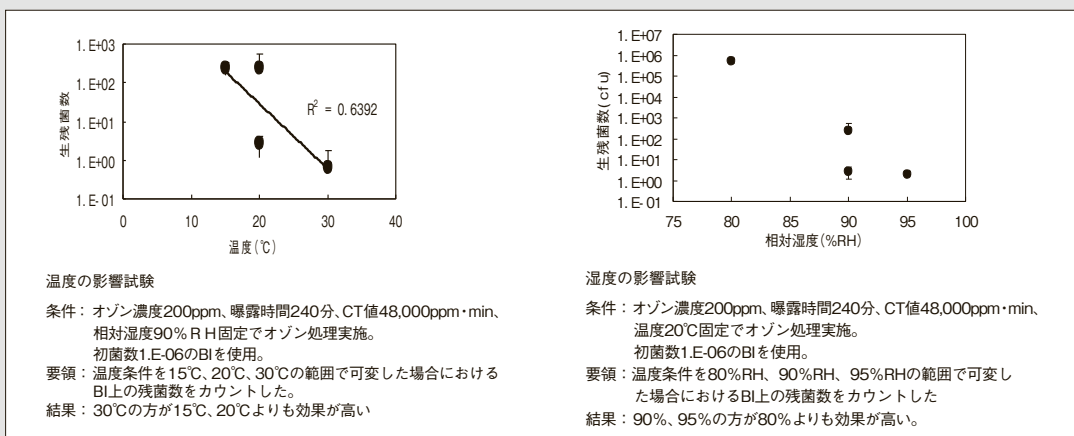 1.E+03
1.E+02
1.E+01
1.E+00
1.E-01
生残菌数
R² = 0.6392
0 10 20 30 40
温度(℃)
温度の影響試験
条件：オゾン濃度200ppm、曝露時間240分、CT値48,000ppm・min、
相対湿度90％ＲＨ固定でオゾン処理実施。
初菌数1.E-06のBIを使用。
要領：温度条件を15℃、20℃、30℃の範囲で可変した場合における
BI上の残菌数をカウントした。
結果：30℃の方が15℃、20℃よりも効果が高い
1.E+07
1.E+06
1.E+05
1.E+04
1.E+03
1.E+02
1.E+01
1.E+00
1.E-01
生残菌数(cfu)
75 80 85 90 95 100
相対湿度(%RH)
湿度の影響試験
条件：オゾン濃度200ppm、曝露時間240分、CT値48,000ppm・min、
温度20℃固定でオゾン処理実施。
初菌数1.E-06のBIを使用。
要領：温度条件を80%RH、90%RH、95%RHの範囲で可変し
た場合におけるBI上の残菌数をカウントした
結果：90%、95%の方が80%よりも効果が高い。